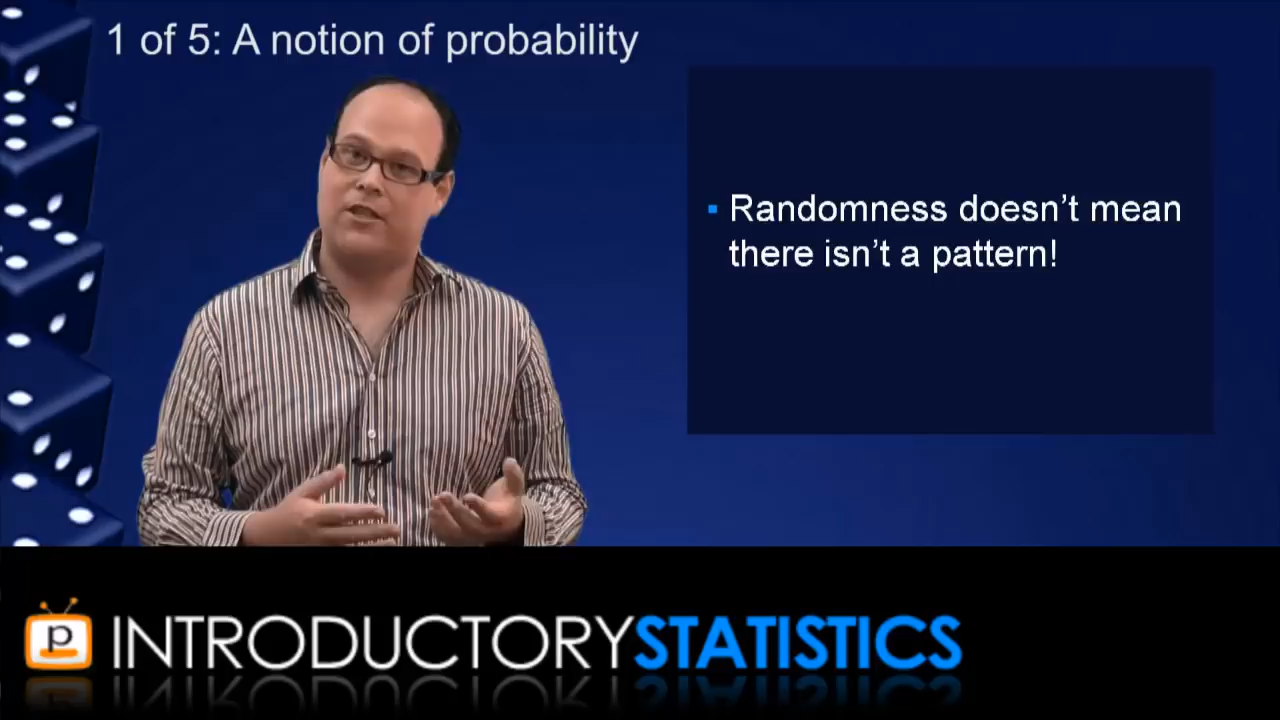 1 of 5: A notion of probability
▪ Randomness doesn’t mean
there isn’t a pattern!
p INTRODUCTORYSTATISTICS